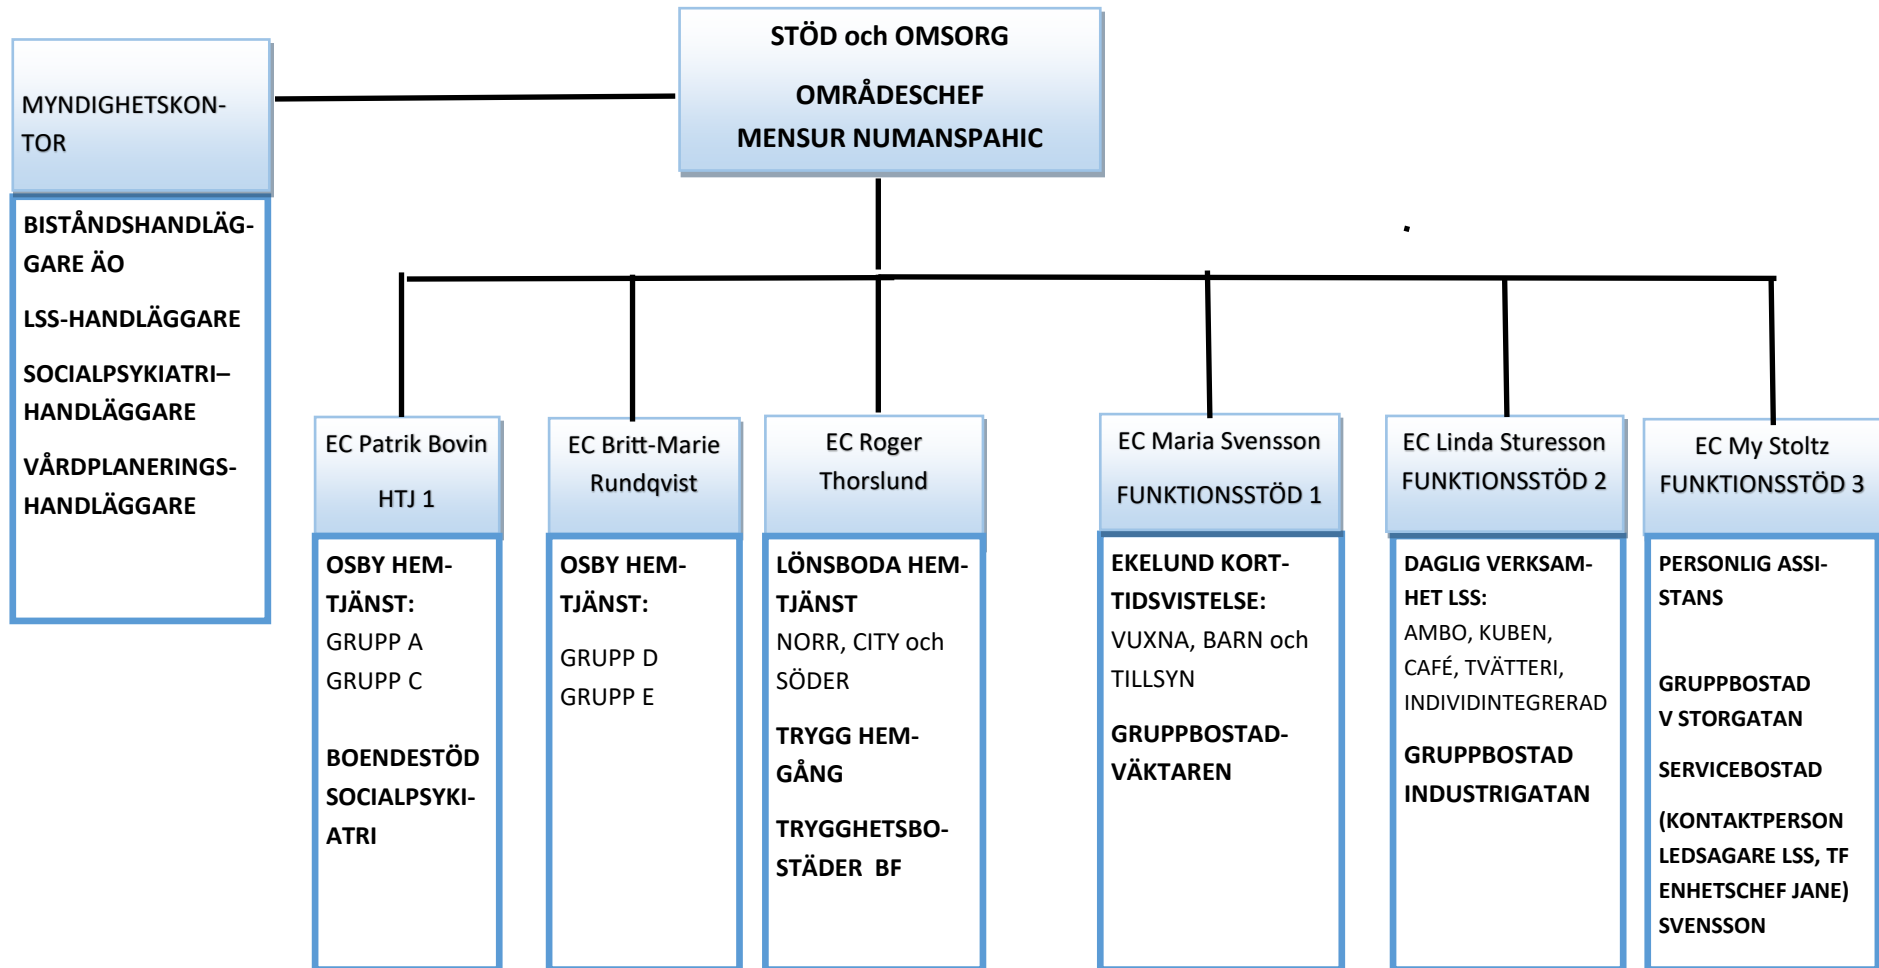 STÖD och OMSORG
OMRÅDESCHEF
MENSUR NUMANSPAHIC
MYNDIGHETSKON-
TOR
BISTÅNDSHANDLÄG-
GARE ÄO
LSS-HANDLÄGGARE
SOCIALPSYKIATRI–
HANDLÄGGARE
VÅRDPLANERINGS-
HANDLÄGGARE
EC Patrik Bovin
HTJ 1
OSBY HEM-
TJÄNST:
GRUPP A
GRUPP C
BOENDESTÖD
SOCIALPSYKI-
ATRI
EC Britt-Marie
Rundqvist
OSBY HEM-
TJÄNST:
GRUPP D
GRUPP E
EC Roger
Thorslund
LÖNSBODA HEM-
TJÄNST
NORR, CITY och
SÖDER
TRYGG HEM-
GÅNG
TRYGGHETSBO-
STÄDER  BF
EC Maria Svensson
FUNKTIONSSTÖD 1
EKELUND KORT-
TIDSVISTELSE:
VUXNA, BARN och
TILLSYN
GRUPPBOSTAD-
VÄKTAREN
EC Linda Sturesson
FUNKTIONSSTÖD 2
DAGLIG VERKSAM-
HET LSS:
AMBO, KUBEN,
CAFÉ, TVÄTTERI,
INDIVIDINTEGRERAD
GRUPPBOSTAD
INDUSTRIGATAN
EC My Stoltz
FUNKTIONSSTÖD 3
PERSONLIG ASSI-
STANS
GRUPPBOSTAD
V STORGATAN
SERVICEBOSTAD
(KONTAKTPERSON
LEDSAGARE LSS, TF
ENHETSCHEF JANE)
SVENSSON